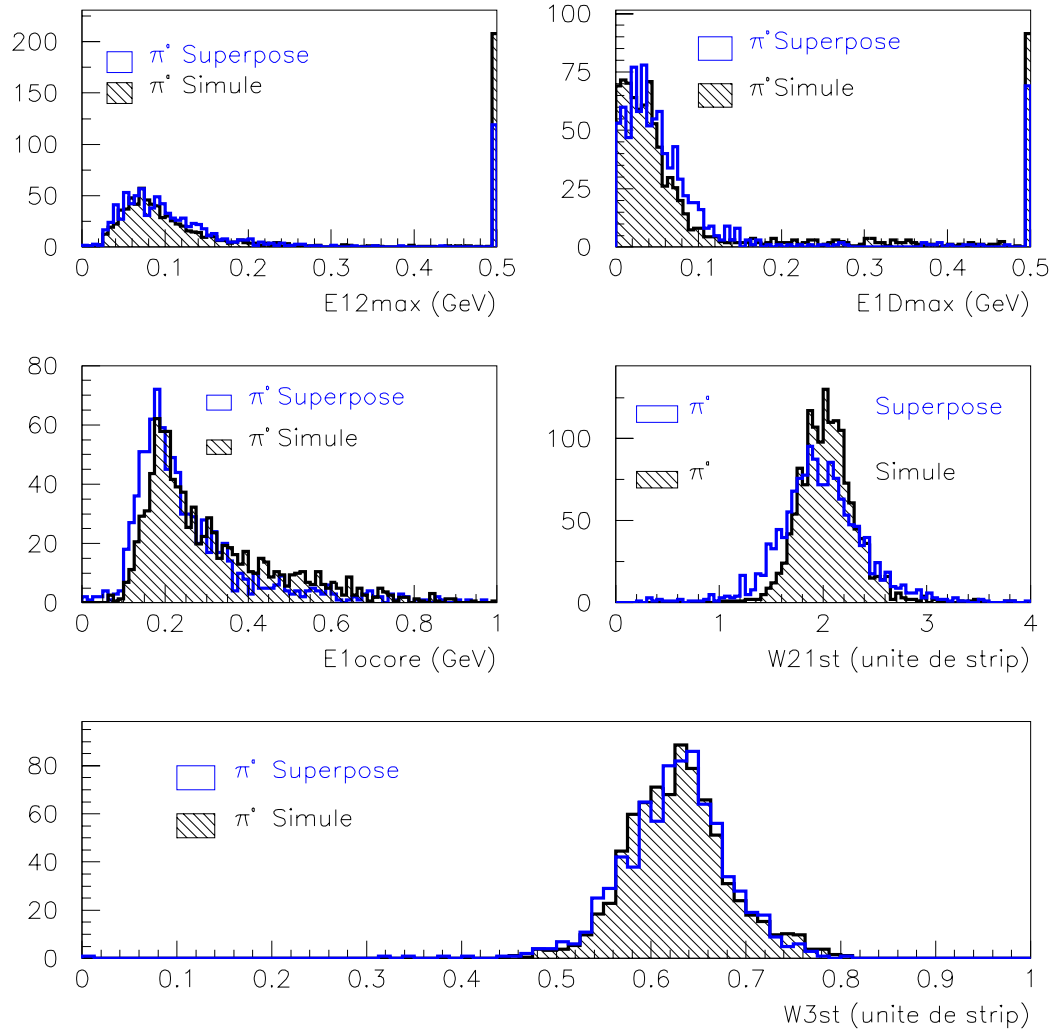 200
150
100
50
0
π° Superpose
π° Simule
0 0.1 0.2 0.3 0.4 0.5
E12max (GeV)
100
75
50
25
0
π° Superpose
π° Simule
0 0.1 0.2 0.3 0.4 0.5
E1Dmax (GeV)
80
60
40
20
0
π° Superpose
π° Simule
0 0.2 0.4 0.6 0.8 1
E1ocore (GeV)
100
50
0
π° Superpose
π° Simule
0 1 2 3 4
W21st (unite de strip)
80
60
40
20
0
π° Superpose
π° Simule
0 0.1 0.2 0.3 0.4 0.5 0.6 0.7 0.8 0.9 1
W3st (unite de strip)